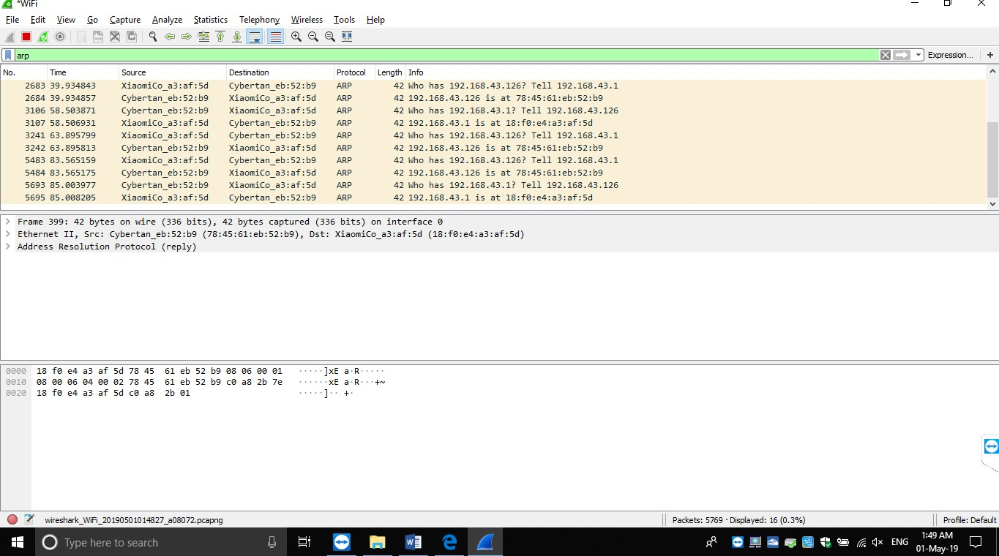 *WiFi
File Edit View Go Capture Analyze Statistics Telephony Wireless Tools Help
arp Expression... +
No. Time Source Destination Protocol Length Info
2683 39.934843 XiaomiCo_a3:af:5d Cybertan_eb:52:b9 ARP 42 Who has 192.168.43.126? Tell 192.168.43.1
2684 39.934857 Cybertan_eb:52:b9 XiaomiCo_a3:af:5d ARP 42 192.168.43.126 is at 78:45:61:eb:52:b9
3106 58.503871 Cybertan_eb:52:b9 XiaomiCo_a3:af:5d ARP 42 Who has 192.168.43.1? Tell 192.168.43.126
3107 58.506931 XiaomiCo_a3:af:5d Cybertan_eb:52:b9 ARP 42 192.168.43.1 is at 18:f0:e4:a3:af:5d
3241 63.895799 XiaomiCo_a3:af:5d Cybertan_eb:52:b9 ARP 42 Who has 192.168.43.126? Tell 192.168.43.1
3242 63.895813 Cybertan_eb:52:b9 XiaomiCo_a3:af:5d ARP 42 192.168.43.126 is at 78:45:61:eb:52:b9
5483 83.565159 XiaomiCo_a3:af:5d Cybertan_eb:52:b9 ARP 42 Who has 192.168.43.126? Tell 192.168.43.1
5484 83.565175 Cybertan_eb:52:b9 XiaomiCo_a3:af:5d ARP 42 192.168.43.126 is at 78:45:61:eb:52:b9
5693 85.003977 Cybertan_eb:52:b9 XiaomiCo_a3:af:5d ARP 42 Who has 192.168.43.1? Tell 192.168.43.126
5695 85.008205 XiaomiCo_a3:af:5d Cybertan_eb:52:b9 ARP 42 192.168.43.1 is at 18:f0:e4:a3:af:5d
Frame 399: 42 bytes on wire (336 bits), 42 bytes captured (336 bits) on interface 0
Ethernet II, Src: Cybertan_eb:52:b9 (78:45:61:eb:52:b9), Dst: XiaomiCo_a3:af:5d (18:f0:e4:a3:af:5d)
Address Resolution Protocol (reply)
0000 18 f0 e4 a3 af 5d 78 45 61 eb 52 b9 08 06 00 01 ·····]xE a·R·····
0010 08 00 06 04 00 02 78 45 61 eb 52 b9 c0 a8 2b 7e ······xE a·R···+~
0020 18 f0 e4 a3 af 5d c0 a8 2b 01 ·····]·· +·
wireshark_WiFi_20190501014827_a08072.pcapng Packets: 5769 · Displayed: 16 (0.3%) Profile: Default
Type here to search ENG 1:49 AM
01-May-19